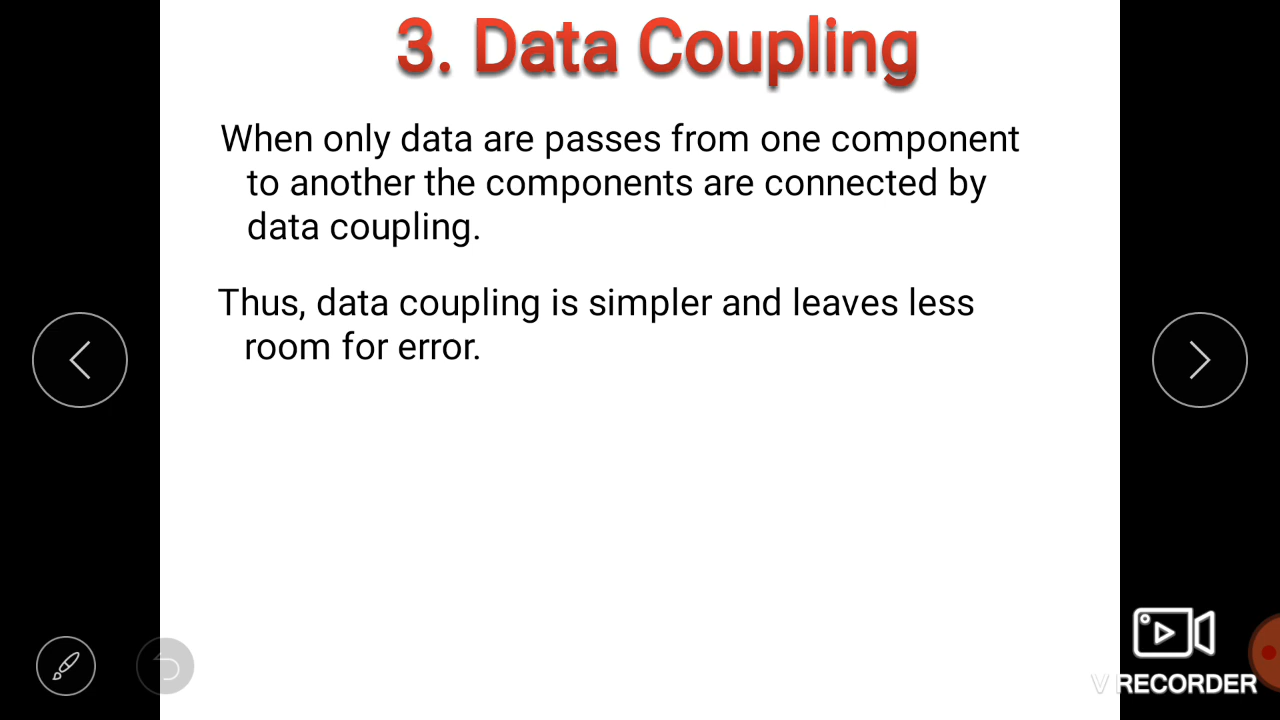 3. Data Coupling
When only data are passes from one component
to another the components are connected by
data coupling.
Thus, data coupling is simpler and leaves less
room for error.
V RECORDER